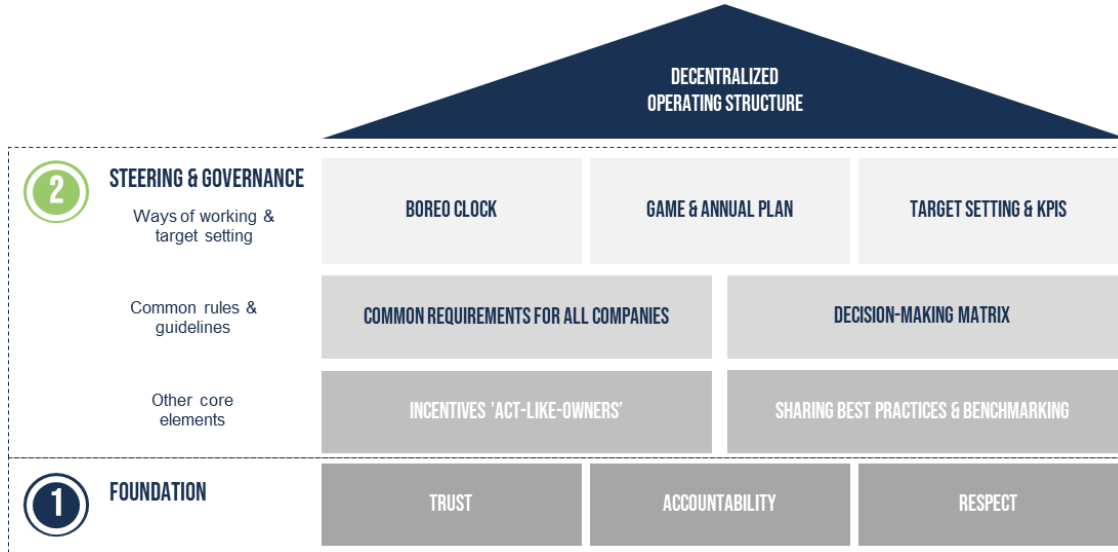 DECENTRALIZED
OPERATING STRUCTURE
2
STEERING & GOVERNANCE
Ways of working &
target setting
BOREO CLOCK
GAME & ANNUAL PLAN
TARGET SETTING & KPIS
Common rules &
guidelines
COMMON REQUIREMENTS FOR ALL COMPANIES
DECISION-MAKING MATRIX
Other core
elements
INCENTIVES 'ACT-LIKE-OWNERS'
SHARING BEST PRACTICES & BENCHMARKING
1
FOUNDATION
TRUST
ACCOUNTABILITY
RESPECT